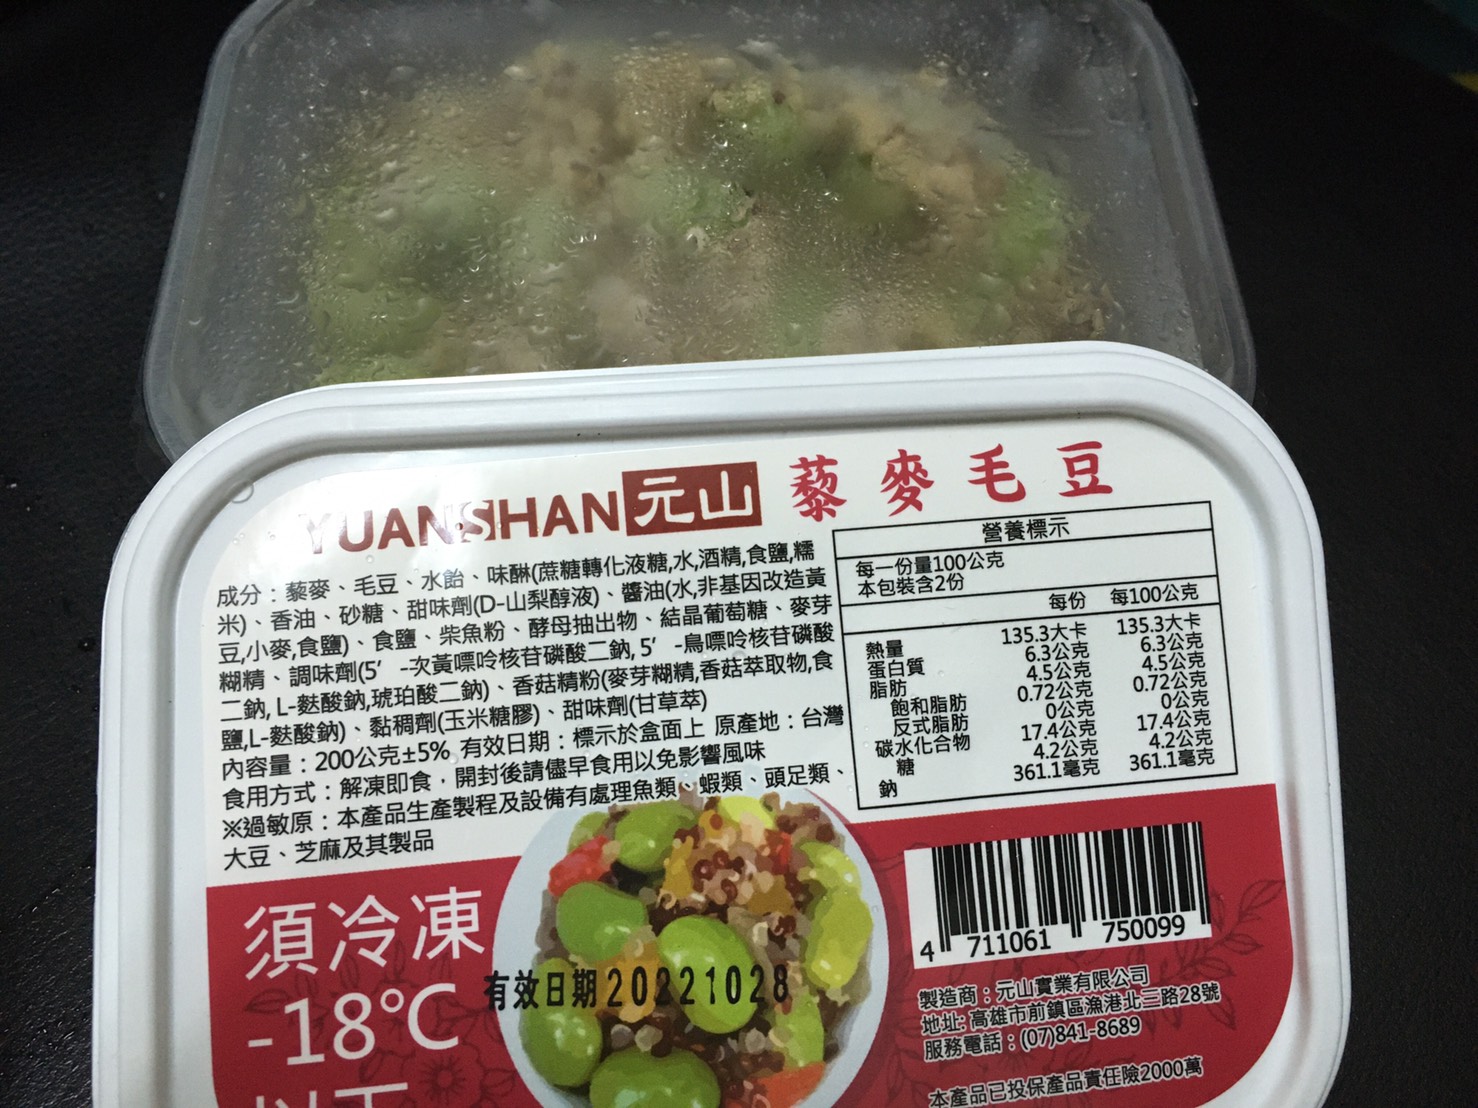 YUANSHAN 元山 藜麥毛豆
成分：藜麥、毛豆、水飴、味醂(蔗糖轉化液糖,水,酒精,食鹽,糯
米)、香油、砂糖、甜味劑(D-山梨醇液)、醬油(水,非基因改造黃
豆,小麥,食鹽)、食鹽、柴魚粉、酵母抽出物、結晶葡萄糖、麥芽
糊精、調味劑(5′-次黃嘌呤核苷磷酸二鈉,5′-鳥嘌呤核苷磷酸
二鈉, L-麩酸鈉,琥珀酸二鈉)、香菇精粉(麥芽糊精,香菇萃取物,食
鹽,L-麩酸鈉)、黏稠劑(玉米糖膠)、甜味劑(甘草萃)
內容量：200公克±5% 有效日期：標示於盒面上 原產地：台灣
食用方式：解凍即食，開封後請儘早食用以免影響風味
※過敏原：本產品生產製程及設備有處理魚類、蝦類、頭足類、
大豆、芝麻及其製品
營養標示
每一份量100公克
本包裝含2份
每份 每100公克
熱量 135.3大卡 135.3大卡
蛋白質 6.3公克 6.3公克
脂肪 4.5公克 4.5公克
飽和脂肪 0.72公克 0.72公克
反式脂肪 0公克 0公克
碳水化合物 17.4公克 17.4公克
糖 4.2公克 4.2公克
鈉 361.1毫克 361.1毫克
須冷凍
-18℃
以下
有效日期20221028
4 711061 750099
製造商：元山實業有限公司
地址: 高雄市前鎮區漁港北三路28號
服務電話：(07)841-8689
本產品已投保產品責任險2000萬